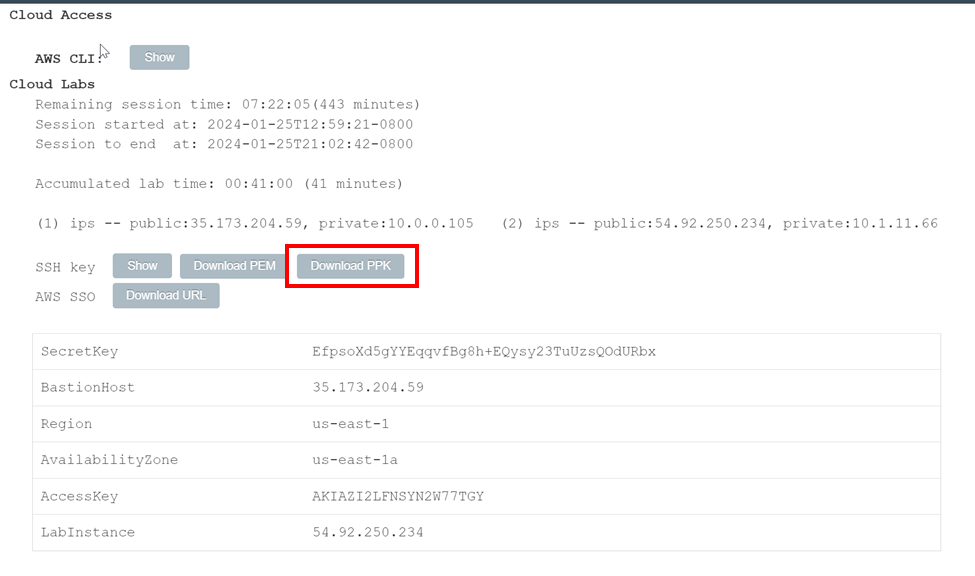 Cloud Access
AWS CLI: Show
Cloud Labs
Remaining session time: 07:22:05(443 minutes)
Session started at: 2024-01-25T12:59:21-0800
Session to end  at: 2024-01-25T21:02:42-0800
Accumulated lab time: 00:41:00 (41 minutes)
(1) ips -- public:35.173.204.59, private:10.0.0.105   (2) ips -- public:54.92.250.234, private:10.1.11.66
SSH key Show Download PEM Download PPK
AWS SSO Download URL
SecretKey EfpsoXd5gYYEqqvfBg8h+EQysy23TuUzsQOdURbx
BastionHost 35.173.204.59
Region us-east-1
AvailabilityZone us-east-1a
AccessKey AKIAZI2LFNSYN2W77TGY
LabInstance 54.92.250.234